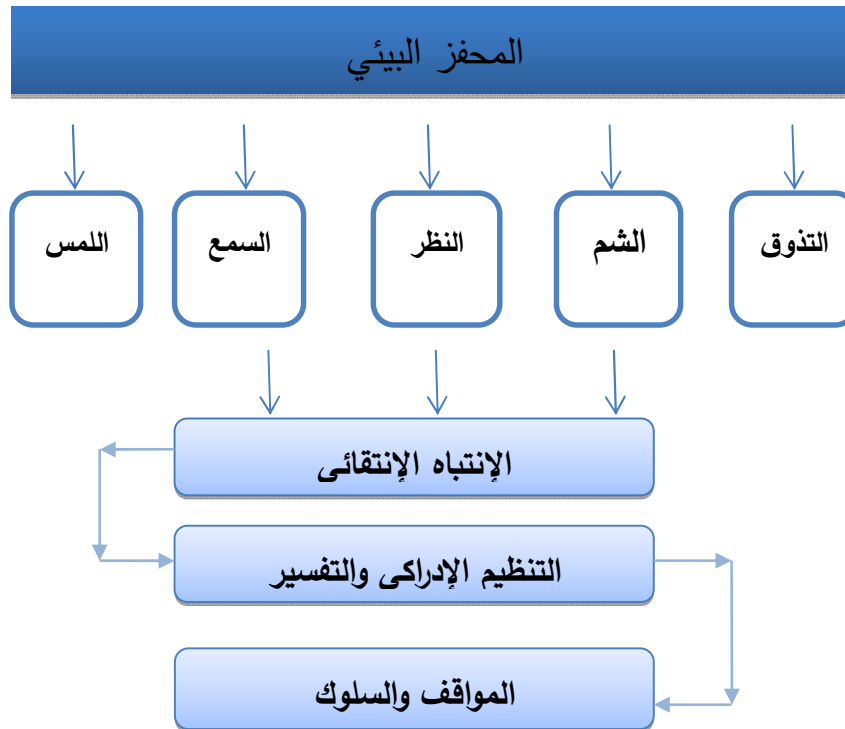 المحفز البيئي
التذوق
الشم
النظر
السمع
اللمس
الإنتباه الإنتقائى
التنظيم الإدراكى والتفسير
المواقف والسلوك